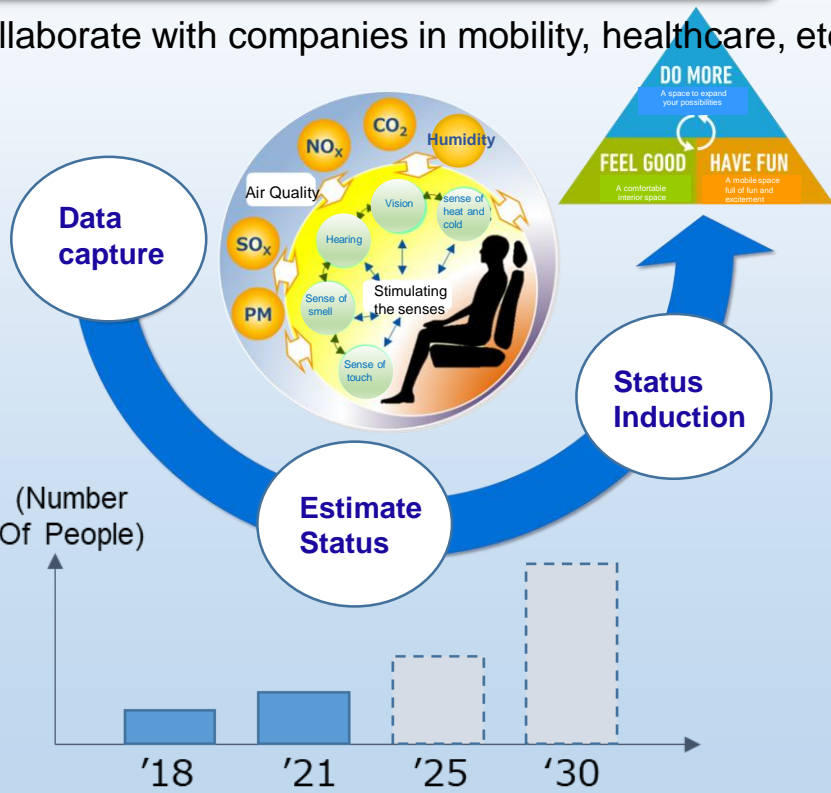 ollaborate with companies in mobility, healthcare, etc
DO MORE
A space to expand
your possibilities
FEEL GOOD
A comfortable
interior space
HAVE FUN
A mobile space
full of fun and
excitement
NOX
CO2
Humidity
Air Quality
SOX
PM
Vision
sense of
heat and
cold
Hearing
Sense of
smell
Sense of
touch
Stimulating
the senses
Data
capture
Estimate
Status
Status
Induction
(Number
Of People)
’18
’21
’25
‘30